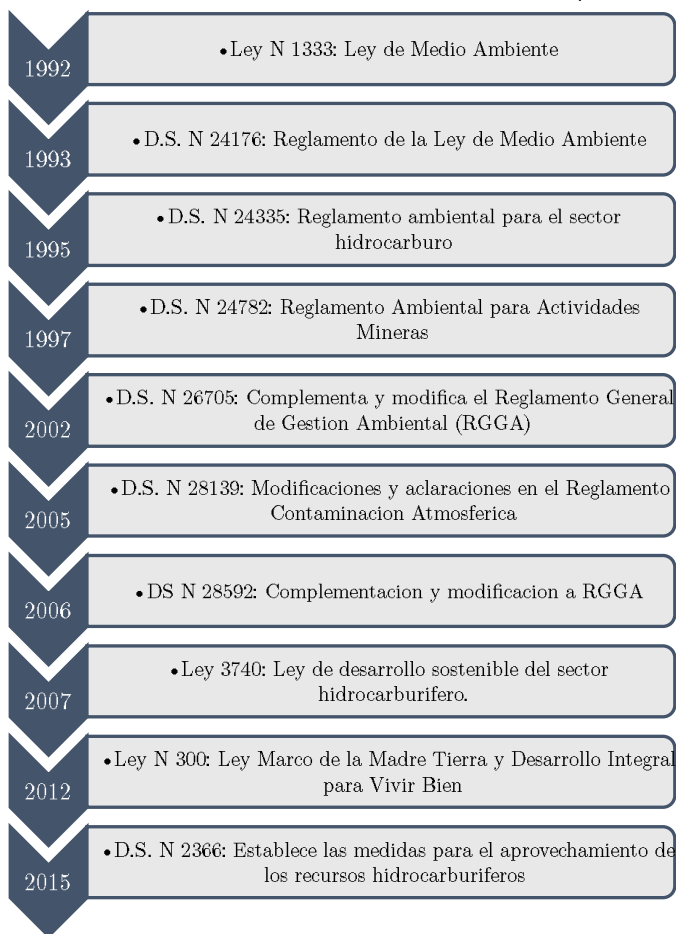 1992
•Ley N 1333: Ley de Medio Ambiente
1993
•D.S. N 24176: Reglamento de la Ley de Medio Ambiente
1995
•D.S. N 24335: Reglamento ambiental para el sector
hidrocarburo
1997
•D.S. N 24782: Reglamento Ambiental para Actividades
Mineras
2002
•D.S. N 26705: Complementa y modifica el Reglamento General
de Gestion Ambiental (RGGA)
2005
•D.S. N 28139: Modificaciones y aclaraciones en el Reglamento
Contaminacion Atmosferica
2006
•DS N 28592: Complementacion y modificacion a RGGA
2007
•Ley 3740: Ley de desarrollo sostenible del sector
hidrocarburifero.
2012
•Ley N 300: Ley Marco de la Madre Tierra y Desarrollo Integral
para Vivir Bien
2015
•D.S. N 2366: Establece las medidas para el aprovechamiento de
los recursos hidrocarburiferos